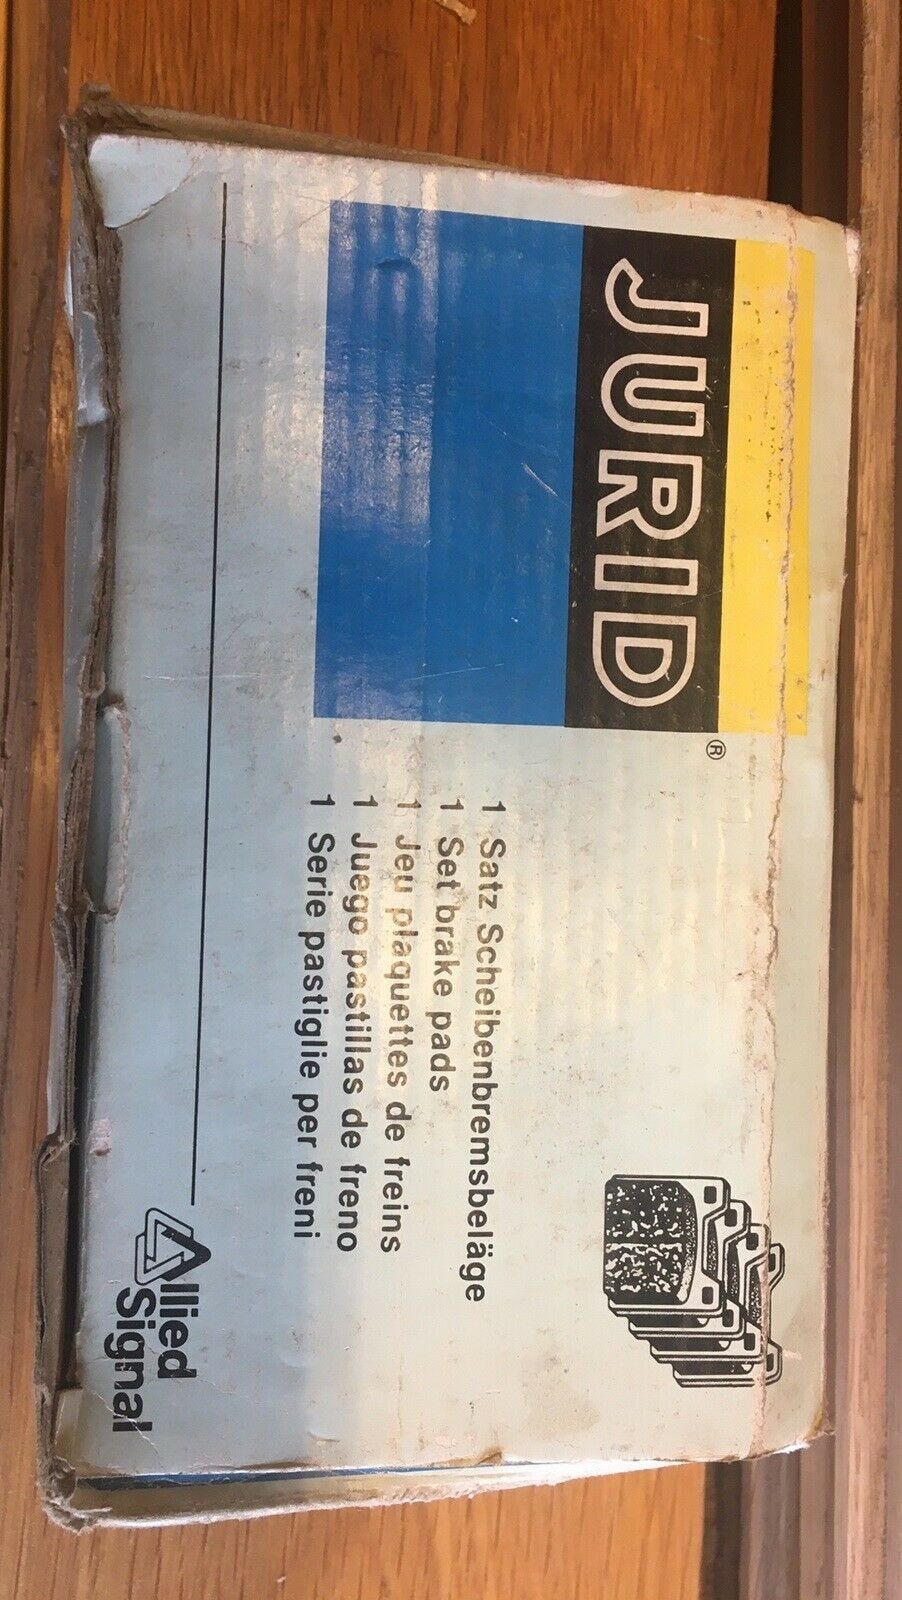 JURID®
1 Satz Scheibenbremsbeläge
1 Set brake pads
1 Jeu plaquettes de freins
1 Juego pastillas de freno
1 Serie pastiglie per freni
Allied
Signal